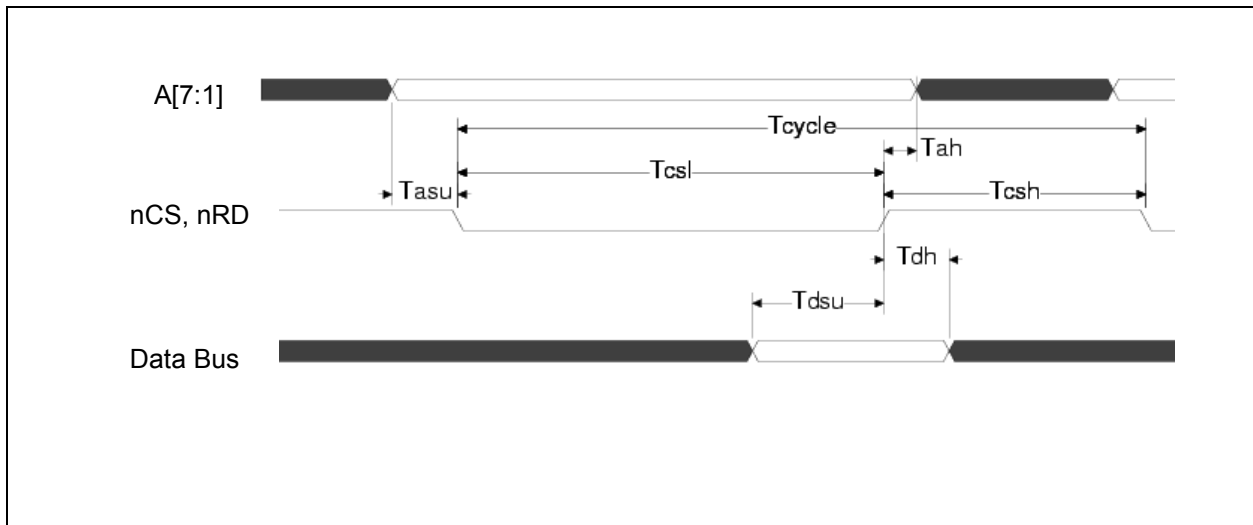 A[7:1]
Tcycle
Tah
Tcsl
Tasu
Tcsh
nCS, nRD
Tdh
Tdsu
Data Bus